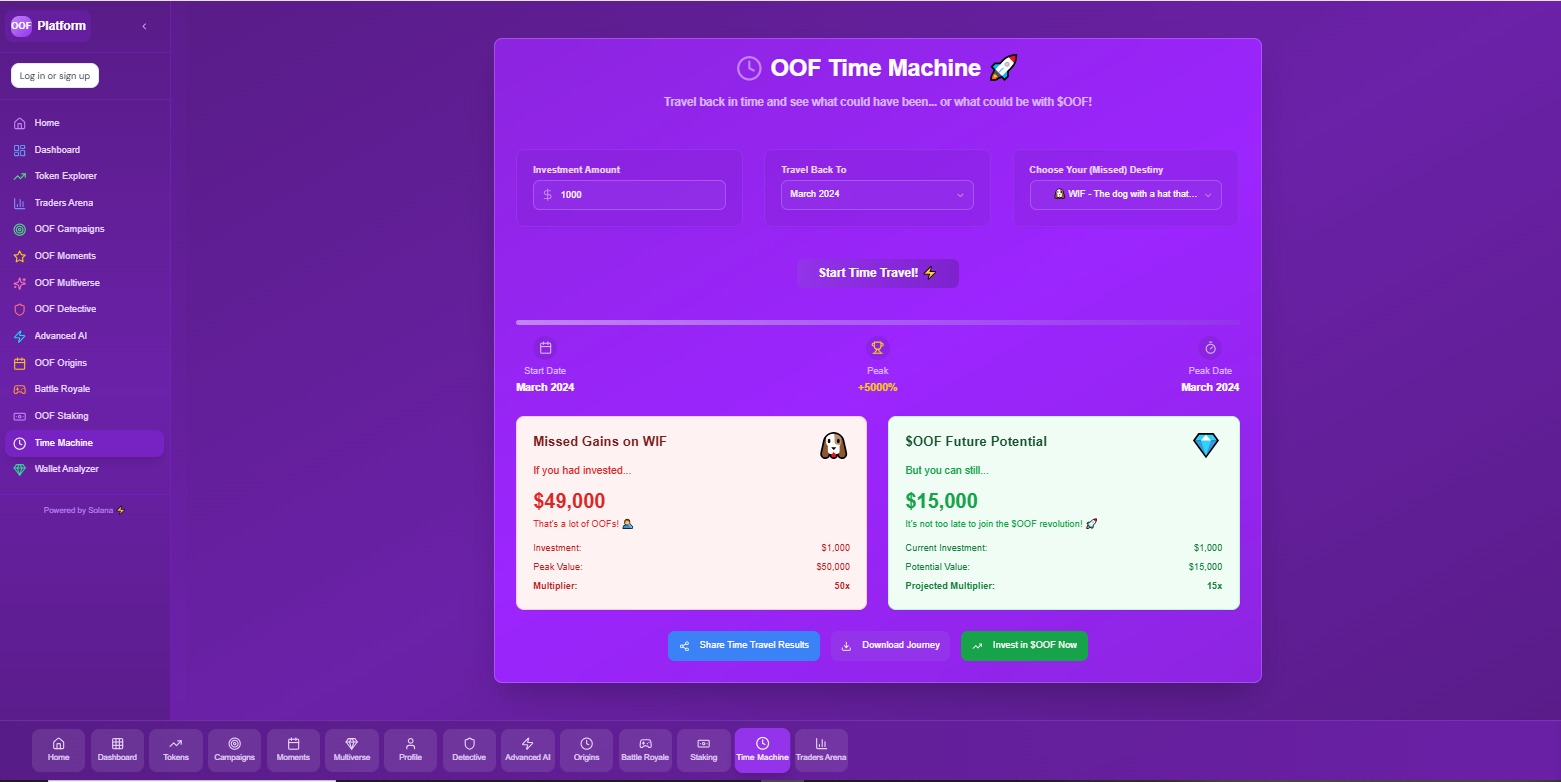 OOF Platform
Log in or sign up
Home
Dashboard
Token Explorer
Traders Arena
OOF Campaigns
OOF Moments
OOF Multiverse
OOF Detective
Advanced AI
OOF Origins
Battle Royale
OOF Staking
Time Machine
Wallet Analyzer
Powered by Solana ⚡
OOF Time Machine 🚀
Travel back in time and see what could have been... or what could be with $OOF!
Investment Amount
$ 1000
Travel Back To
March 2024
Choose Your (Missed) Destiny
🐶 WIF - The dog with a hat that...
Start Time Travel! ⚡
Start Date
March 2024
Peak
+5000%
Peak Date
March 2024
Missed Gains on WIF
If you had invested...
$49,000
That's a lot of OOFs! 🤦‍♂️
Investment: $1,000
Peak Value: $50,000
Multiplier: 50x
$OOF Future Potential
But you can still...
$15,000
It's not too late to join the $OOF revolution! 🚀
Current Investment: $1,000
Potential Value: $15,000
Projected Multiplier: 15x
Share Time Travel Results
Download Journey
Invest in $OOF Now
Home
Dashboard
Tokens
Campaigns
Moments
Multiverse
Profile
Detective
Advanced AI
Origins
Battle Royale
Staking
Time Machine
Traders Arena